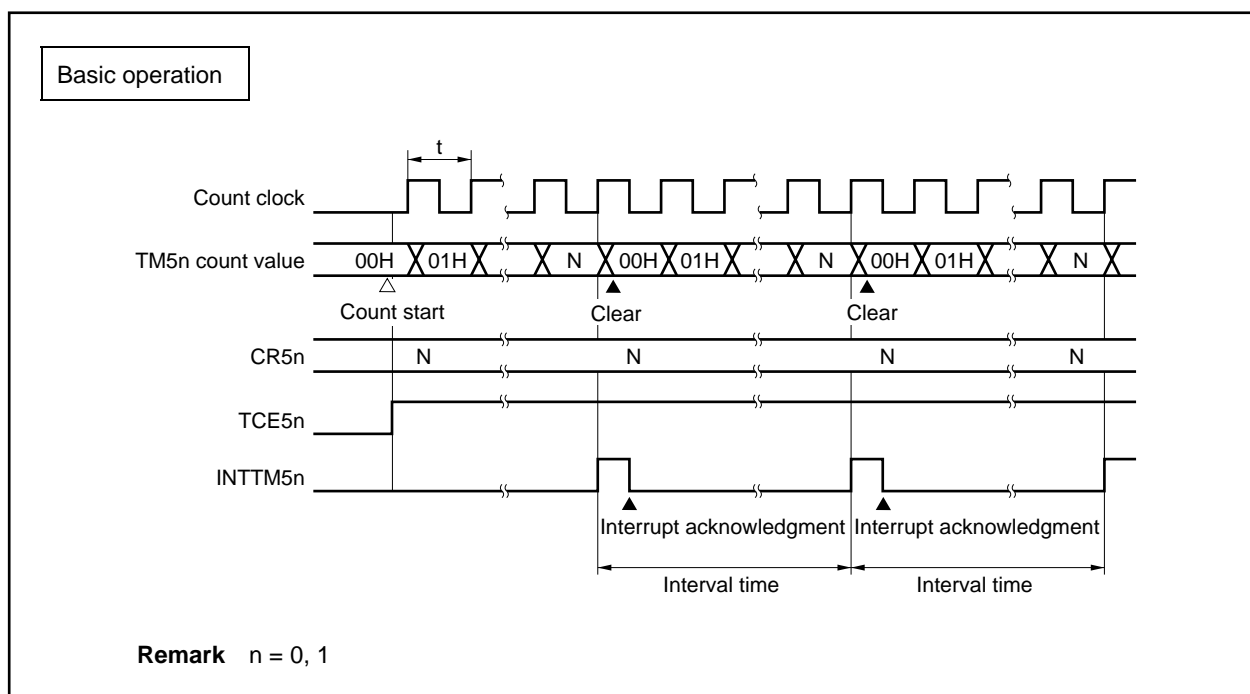 Basic operation
t
Count clock
TM5n count value 00H 01H N 00H 01H N 00H 01H N
Count start Clear Clear
CR5n N N N N
TCE5n
INTTM5n
Interrupt acknowledgment Interrupt acknowledgment
Interval time Interval time
Remark n = 0, 1